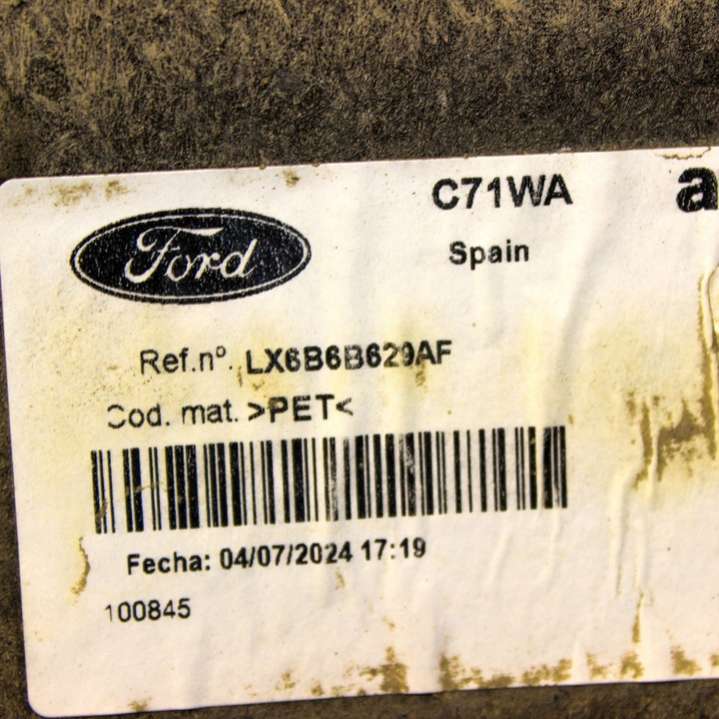 C71WA
a
Ford
Spain
Ref.nº. LX6B6B629AF
Cod. mat. >PET<
Fecha: 04/07/2024 17:19
100845